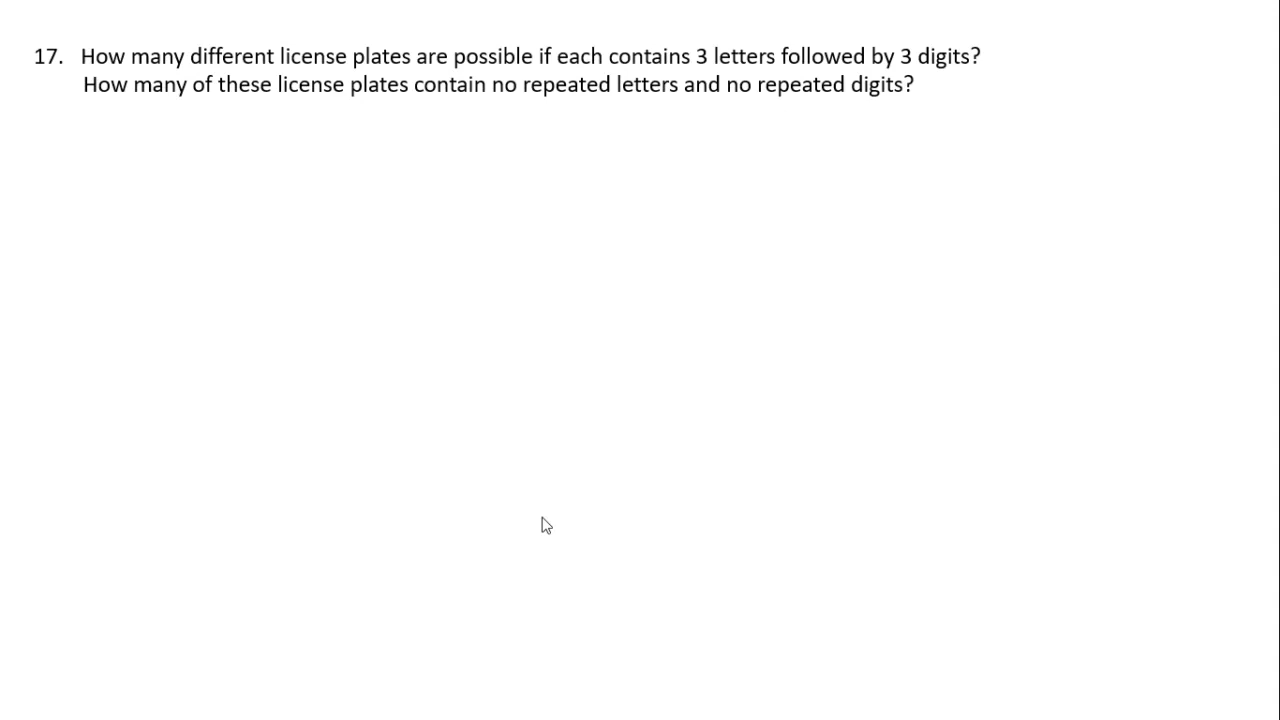 17. How many different license plates are possible if each contains 3 letters followed by 3 digits?
How many of these license plates contain no repeated letters and no repeated digits?